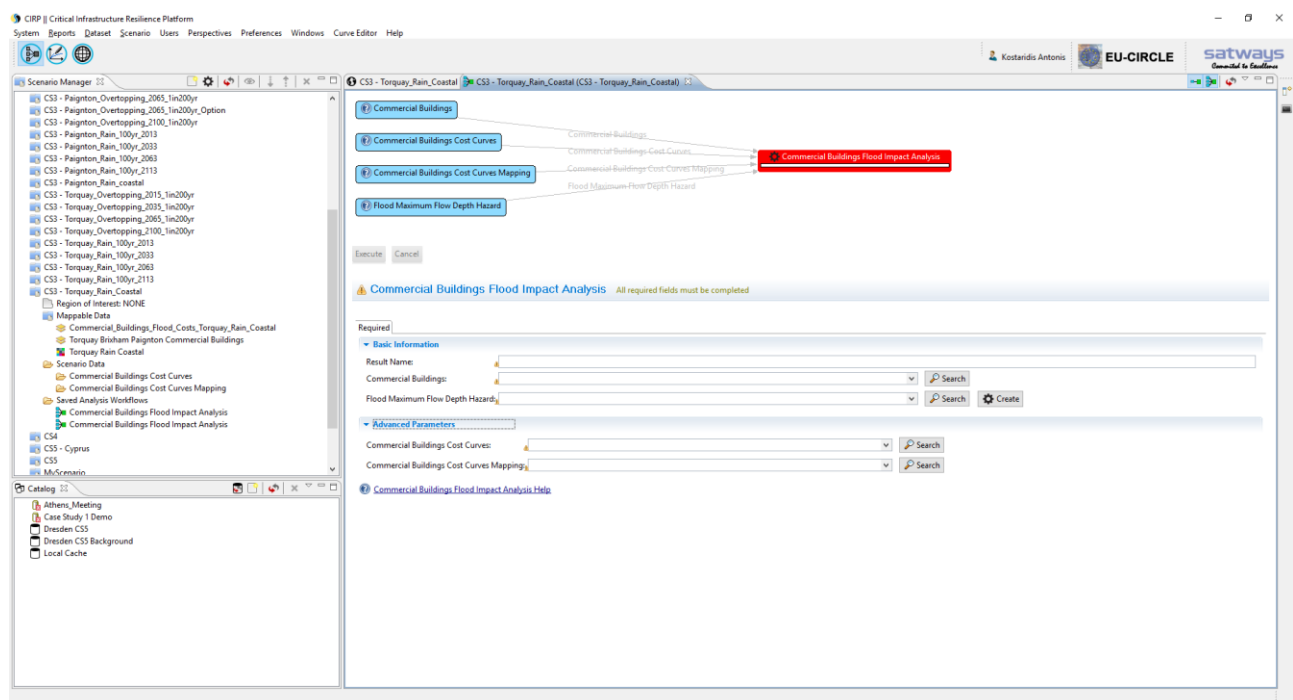 CIRP || Critical Infrastructure Resilience Platform
System Reports Dataset Scenario Users Perspectives Preferences Windows Curve Editor Help
Kostaridis Antonis
EU-CIRCLE
satways
Committed to Excellence
Scenario Manager
CS3 - Paignton_Overtopping_2065_1in200yr
CS3 - Paignton_Overtopping_2065_1in200yr_Option
CS3 - Paignton_Overtopping_2100_1in200yr
CS3 - Paignton_Rain_100yr_2013
CS3 - Paignton_Rain_100yr_2033
CS3 - Paignton_Rain_100yr_2063
CS3 - Paignton_Rain_100yr_2113
CS3 - Paignton_Rain_coastal
CS3 - Torquay_Overtopping_2015_1in200yr
CS3 - Torquay_Overtopping_2035_1in200yr
CS3 - Torquay_Overtopping_2065_1in200yr
CS3 - Torquay_Overtopping_2100_1in200yr
CS3 - Torquay_Rain_100yr_2013
CS3 - Torquay_Rain_100yr_2033
CS3 - Torquay_Rain_100yr_2063
CS3 - Torquay_Rain_100yr_2113
CS3 - Torquay_Rain_Coastal
Region of Interest: NONE
Mappable Data
Commercial_Buildings_Flood_Costs_Torquay_Rain_Coastal
Torquay Brixham Paignton Commercial Buildings
Torquay Rain Coastal
Scenario Data
Commercial Buildings Cost Curves
Commercial Buildings Cost Curves Mapping
Saved Analysis Workflows
Commercial Buildings Flood Impact Analysis
Commercial Buildings Flood Impact Analysis
CS4
CS5 - Cyprus
CS5
MyScenario
Catalog
Athens_Meeting
Case Study 1 Demo
Dresden CS5
Dresden CS5 Background
Local Cache
CS3 - Torquay_Rain_Coastal
CS3 - Torquay_Rain_Coastal (CS3 - Torquay_Rain_Coastal)
Commercial Buildings
Commercial Buildings Cost Curves
Commercial Buildings Cost Curves Mapping
Flood Maximum Flow Depth Hazard
Commercial Buildings
Commercial Buildings Cost Curves
Commercial Buildings Cost Curves Mapping
Flood Maximum Flow Depth Hazard
Commercial Buildings Flood Impact Analysis
Execute Cancel
Commercial Buildings Flood Impact Analysis All required fields must be completed
Required
Basic Information
Result Name:
Commercial Buildings: Search
Flood Maximum Flow Depth Hazard: Search Create
Advanced Parameters
Commercial Buildings Cost Curves: Search
Commercial Buildings Cost Curves Mapping: Search
Commercial Buildings Flood Impact Analysis Help